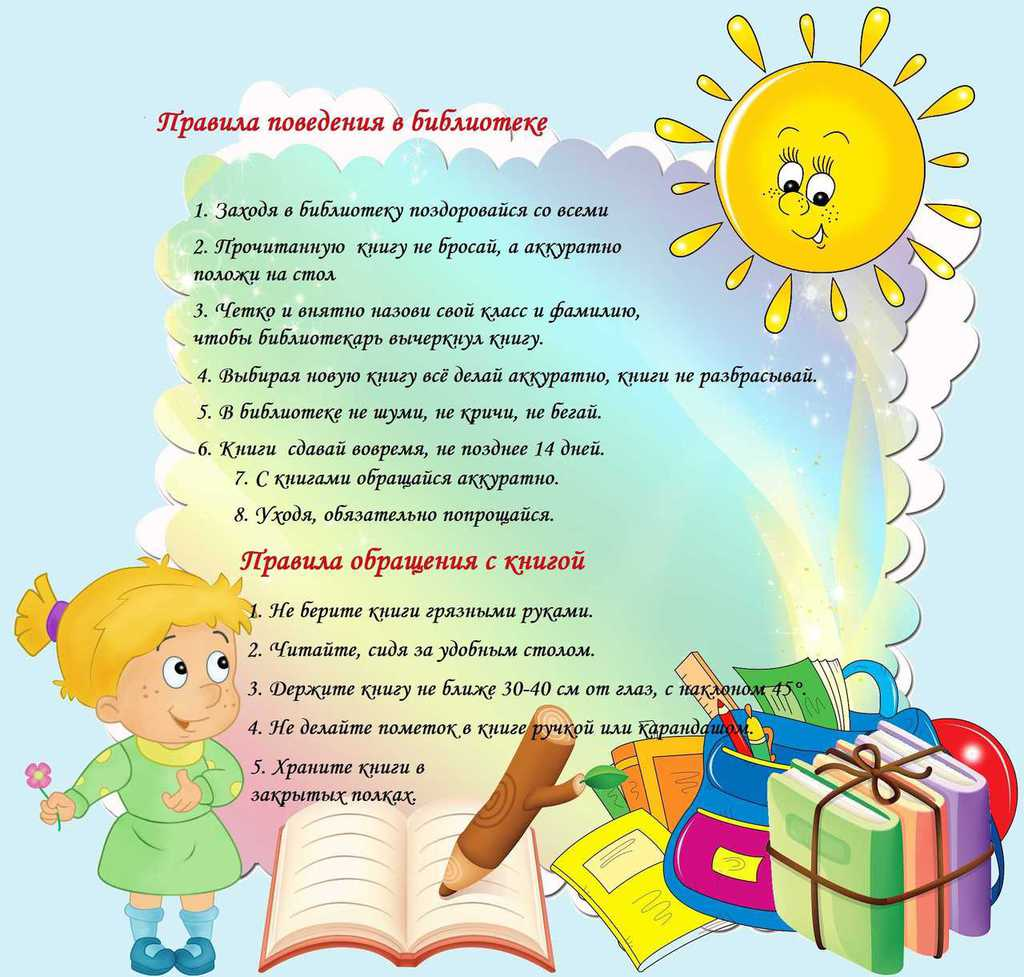 Правила поведения в библиотеке
1. Заходя в библиотеку поздоровайся со всеми
2. Прочитанную книгу не бросай, а аккуратно
положи на стол
3. Четко и внятно назови свой класс и фамилию,
чтобы библиотекарь вычеркнул книгу.
4. Выбирая новую книгу всё делай аккуратно, книги не разбрасывай.
5. В библиотеке не шуми, не кричи, не бегай.
6. Книги сдавай вовремя, не позднее 14 дней.
7. С книгами обращайся аккуратно.
8. Уходя, обязательно попрощайся.
Правила обращения с книгой
1. Не берите книги грязными руками.
2. Читайте, сидя за удобным столом.
3. Держите книгу не ближе 30-40 см от глаз, с наклоном 45°.
4. Не делайте пометок в книге ручкой или карандашом.
5. Храните книги в
закрытых полках.